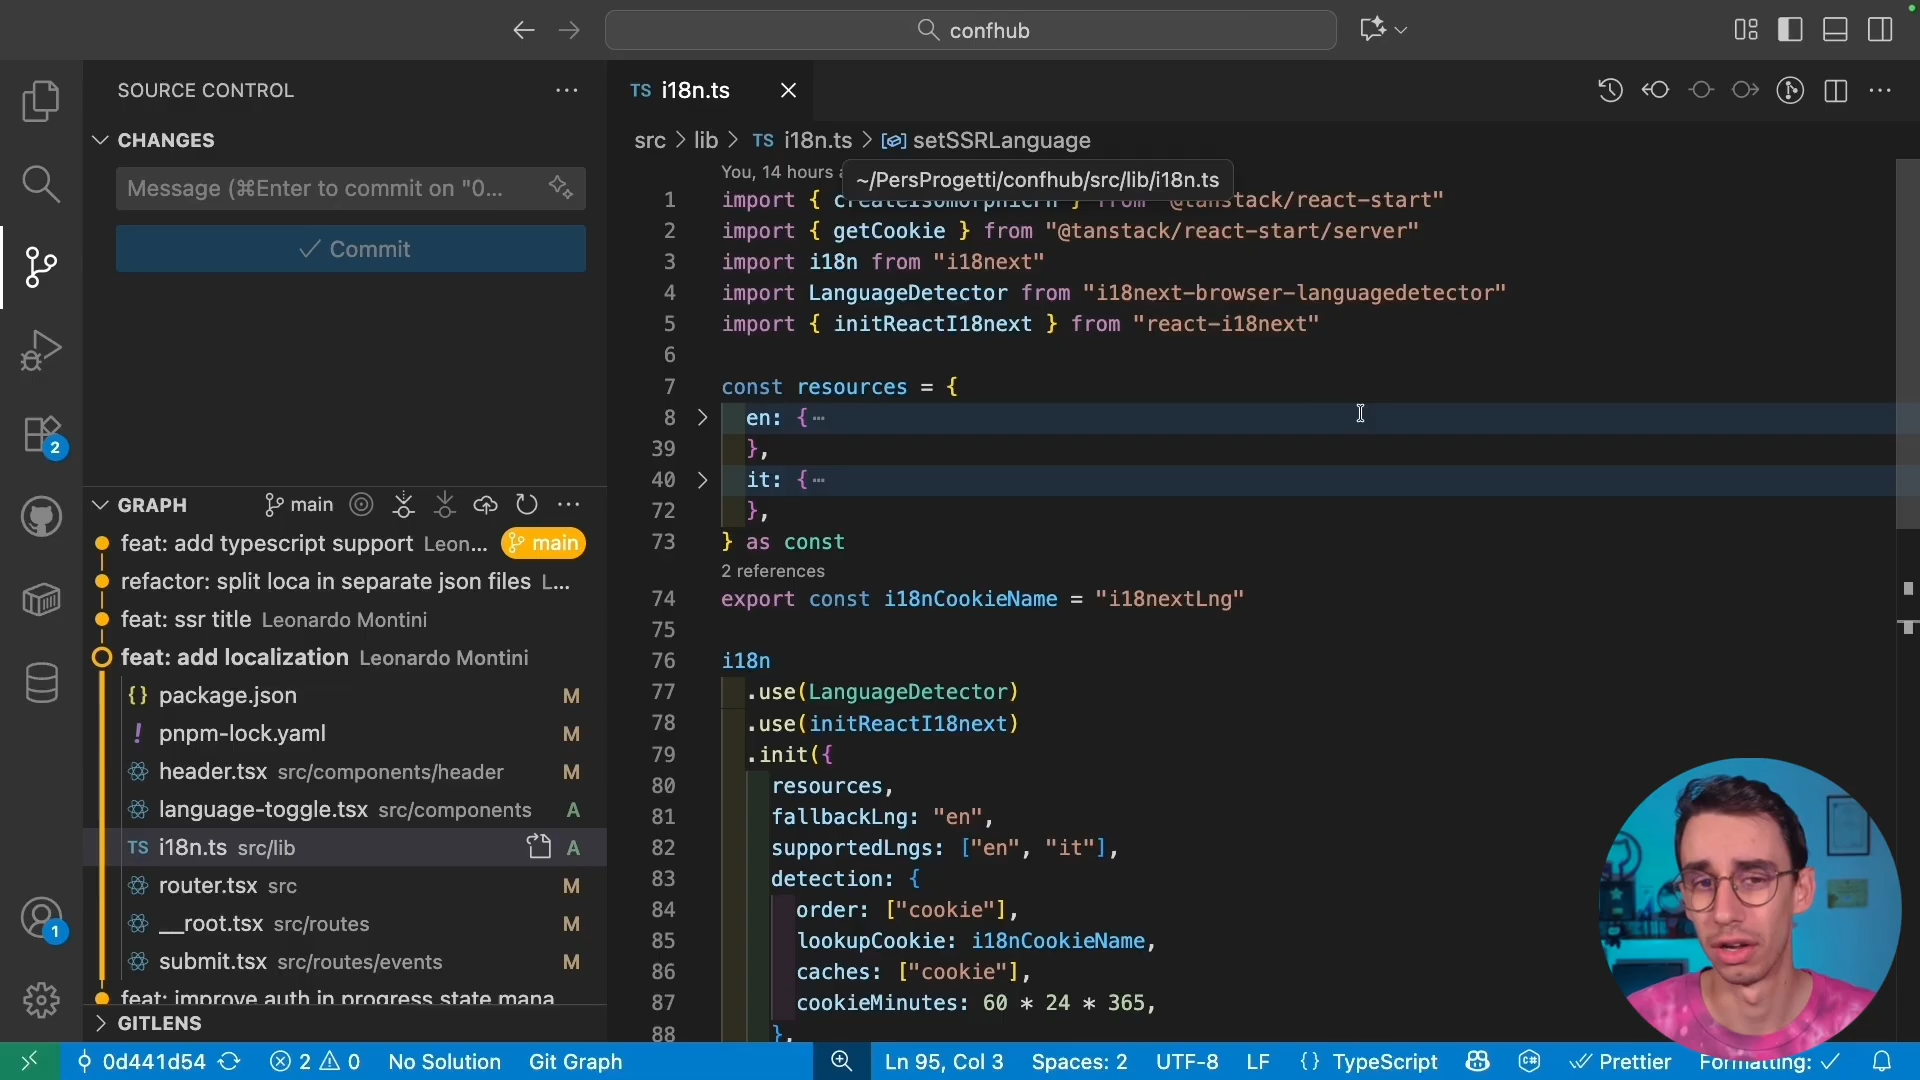 confhub
SOURCE CONTROL
CHANGES
Message (⌘Enter to commit on "0...
Commit
GRAPH
main
feat: add typescript support Leon... main
refactor: split loca in separate json files L...
feat: ssr title Leonardo Montini
feat: add localization Leonardo Montini
{} package.json M
! pnpm-lock.yaml M
header.tsx src/components/header M
language-toggle.tsx src/components A
TS i18n.ts src/lib A
router.tsx src M
__root.tsx src/routes M
submit.tsx src/routes/events M
feat: improve auth in progress state mana
GITLENS
2
1
TS i18n.ts
src > lib > TS i18n.ts > setSSRLanguage
You, 14 hours
~/PersProgetti/confhub/src/lib/i18n.ts
1 import { createIsomorphicFn } from "@tanstack/react-start"
2 import { getCookie } from "@tanstack/react-start/server"
3 import i18n from "i18next"
4 import LanguageDetector from "i18next-browser-languagedetector"
5 import { initReactI18next } from "react-i18next"
6
7 const resources = {
8 en: {…
39 },
40 it: {…
72 },
73 } as const
2 references
74 export const i18nCookieName = "i18nextLng"
75
76 i18n
77 .use(LanguageDetector)
78 .use(initReactI18next)
79 .init({
80 resources,
81 fallbackLng: "en",
82 supportedLngs: ["en", "it"],
83 detection: {
84 order: ["cookie"],
85 lookupCookie: i18nCookieName,
86 caches: ["cookie"],
87 cookieMinutes: 60 * 24 * 365,
88 },
0d441d54 2 0 No Solution Git Graph Ln 95, Col 3 Spaces: 2 UTF-8 LF {} TypeScript Prettier Formatting: ✓